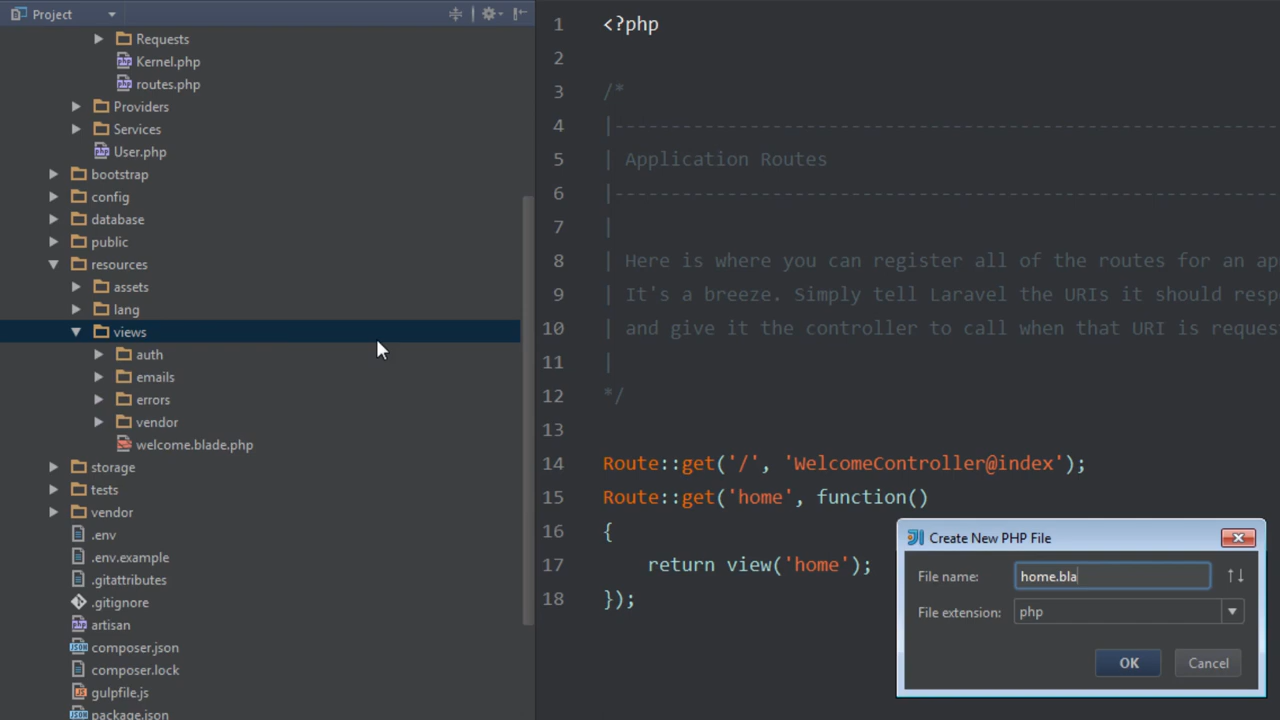 Project
Requests
Kernel.php
routes.php
Providers
Services
User.php
bootstrap
config
database
public
resources
assets
lang
views
auth
emails
errors
vendor
welcome.blade.php
storage
tests
vendor
.env
.env.example
.gitattributes
.gitignore
artisan
composer.json
composer.lock
gulpfile.js
package.json
1 <?php
2
3 /*
4 |-----------------------------------------------------------
5 | Application Routes
6 |-----------------------------------------------------------
7 |
8 | Here is where you can register all of the routes for an ap
9 | It's a breeze. Simply tell Laravel the URIs it should resp
10 | and give it the controller to call when that URI is reques
11 |
12 */
13
14 Route::get('/', 'WelcomeController@index');
15 Route::get('home', function()
16 {
17 return view('home');
18 });
Create New PHP File
File name: home.bla
File extension: php
OK Cancel